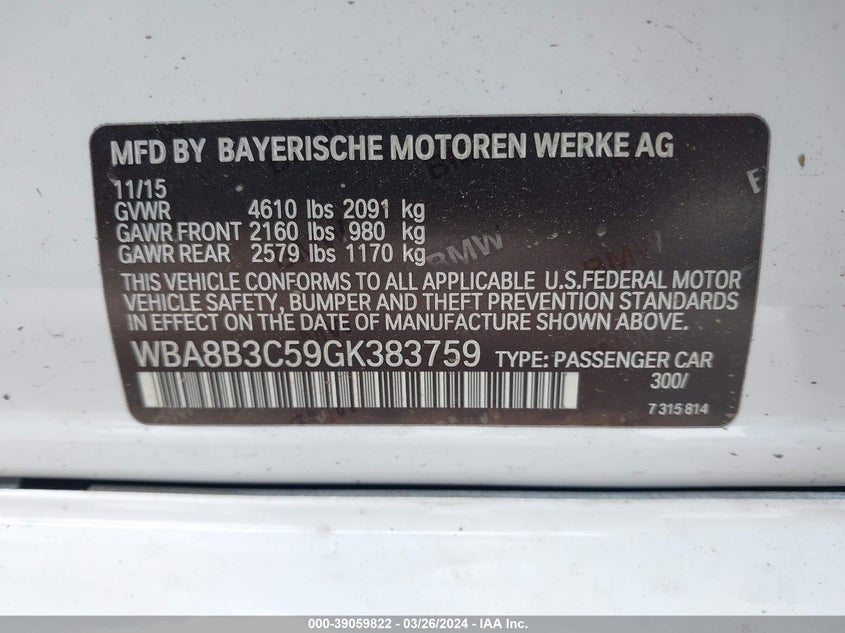 MFD BY BAYERISCHE MOTOREN WERKE AG
11/15
GVWR 4610 lbs 2091 kg
GAWR FRONT 2160 lbs 980 kg
GAWR REAR 2579 lbs 1170 kg
THIS VEHICLE CONFORMS TO ALL APPLICABLE U.S.FEDERAL MOTOR
VEHICLE SAFETY, BUMPER AND THEFT PREVENTION STANDARDS
IN EFFECT ON THE DATE OF MANUFACTURE SHOWN ABOVE.
WBA8B3C59GK383759 TYPE: PASSENGER CAR
300/
7 315 814
BMW
000-39059822 - 03/26/2024 - IAA Inc.